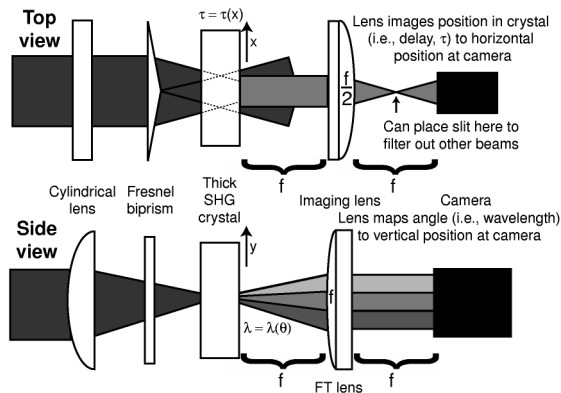 Top
view
τ = τ(x)
x
Lens images position in crystal
(i.e., delay, τ) to horizontal
position at camera
f
2
Can place slit here to
filter out other beams
f
f
Cylindrical
lens
Fresnel
biprism
Thick
SHG
crystal
Imaging lens
Camera
Lens maps angle (i.e., wavelength)
to vertical position at camera
Side
view
y
f
λ = λ(θ)
f
f
FT lens